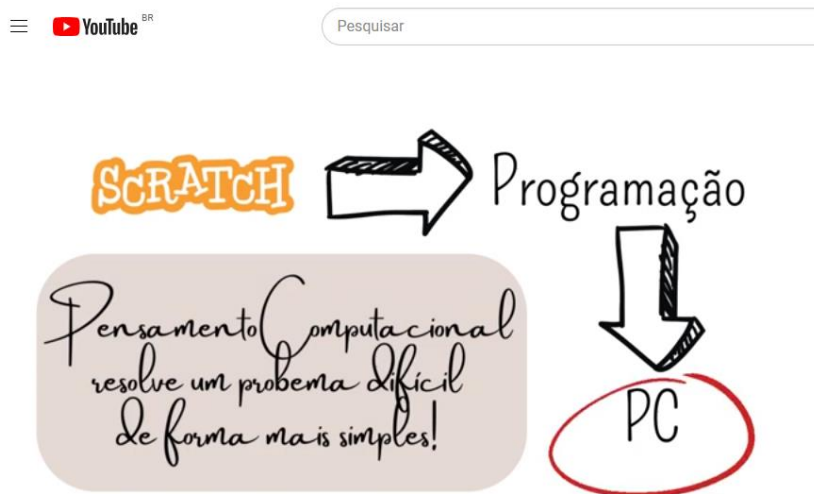 YouTube BR
Pesquisar
SCRATCH
Programação
Pensamento Computacional
resolve um probema difícil
de forma mais simples!
PC